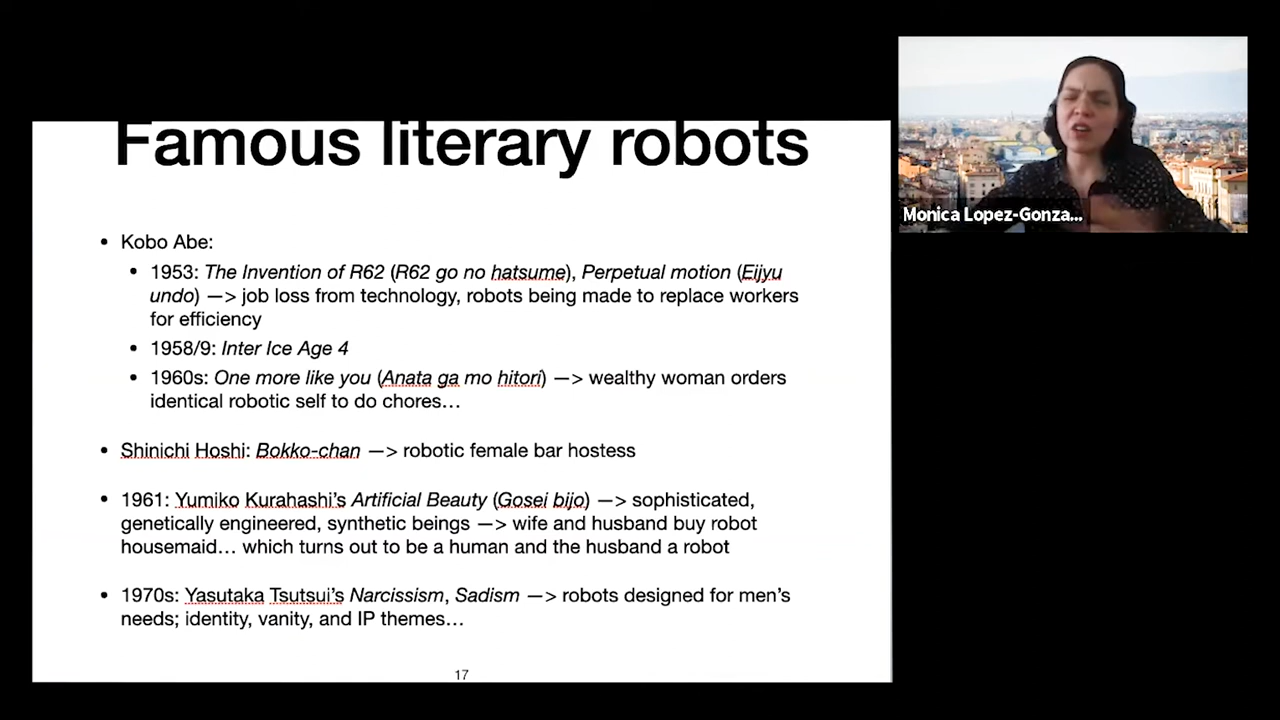 Famous literary robots
• Kobo Abe:
• 1953: The Invention of R62 (R62 go no hatsume), Perpetual motion (Eijyu
undo) —> job loss from technology, robots being made to replace workers
for efficiency
• 1958/9: Inter Ice Age 4
• 1960s: One more like you (Anata ga mo hitori) —> wealthy woman orders
identical robotic self to do chores…
• Shinichi Hoshi: Bokko-chan —> robotic female bar hostess
• 1961: Yumiko Kurahashi’s Artificial Beauty (Gosei bijo) —> sophisticated,
genetically engineered, synthetic beings —> wife and husband buy robot
housemaid… which turns out to be a human and the husband a robot
• 1970s: Yasutaka Tsutsui’s Narcissism, Sadism —> robots designed for men’s
needs; identity, vanity, and IP themes…
17
Monica Lopez-Gonza...